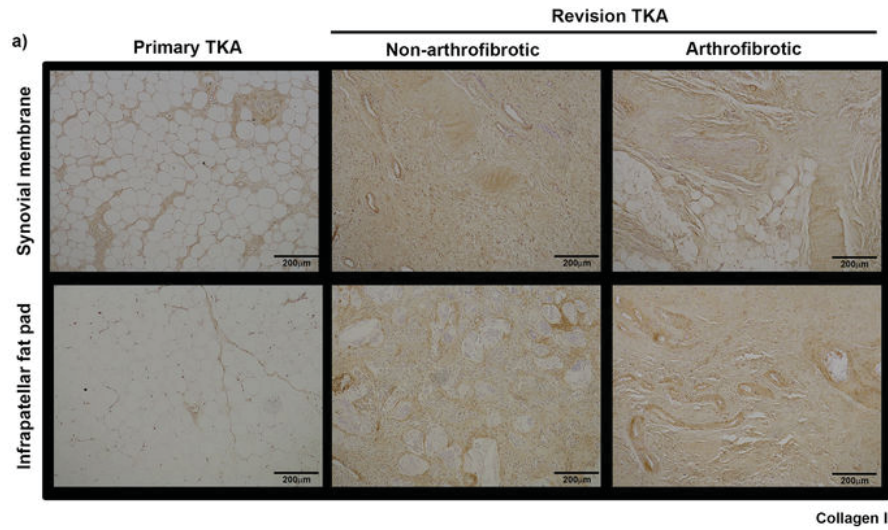 Revision TKA
a)
Primary TKA
Non-arthrofibrotic
Arthrofibrotic
Synovial membrane
200µm
200µm
200µm
Infrapatellar fat pad
200µm
200µm
200µm
Collagen I